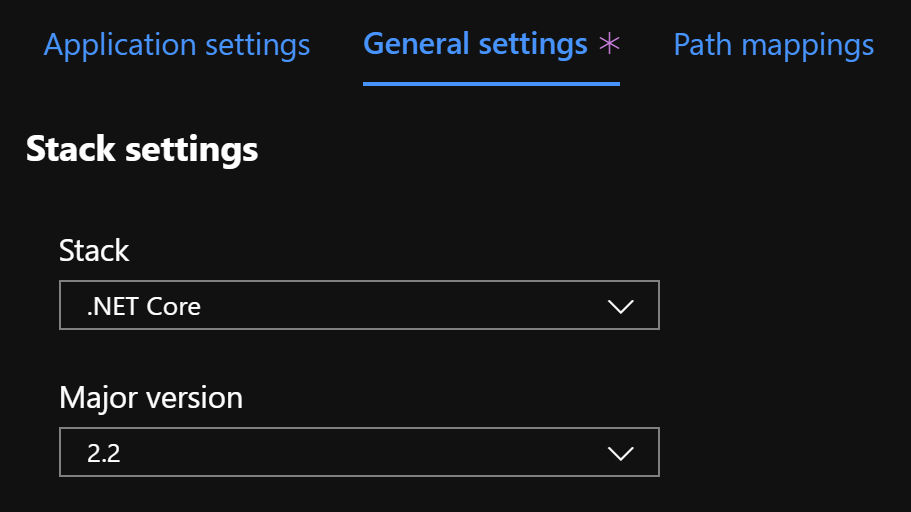 Application settings General settings * Path mappings
Stack settings
Stack
.NET Core
Major version
2.2